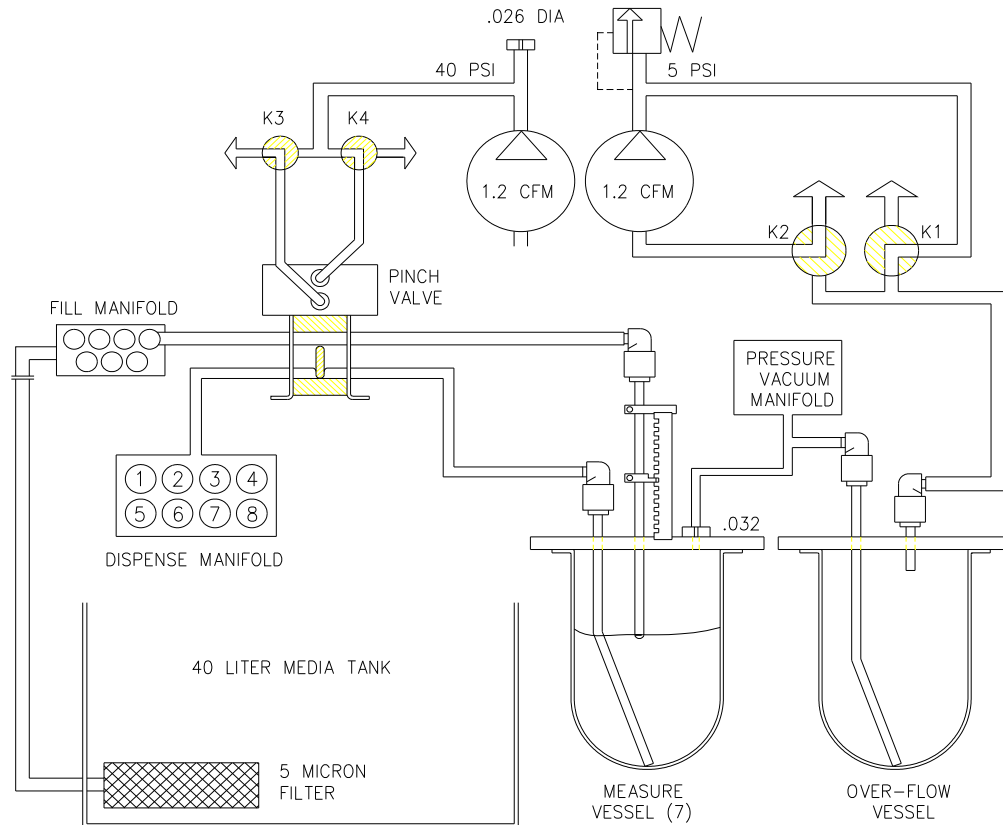 .026 DIA
40 PSI
5 PSI
K3
K4
1.2 CFM
1.2 CFM
K2
K1
PINCH
VALVE
FILL MANIFOLD
PRESSURE
VACUUM
MANIFOLD
1 2 3 4
5 6 7 8
DISPENSE MANIFOLD
.032
40 LITER MEDIA TANK
5 MICRON
FILTER
MEASURE
VESSEL (7)
OVER-FLOW
VESSEL